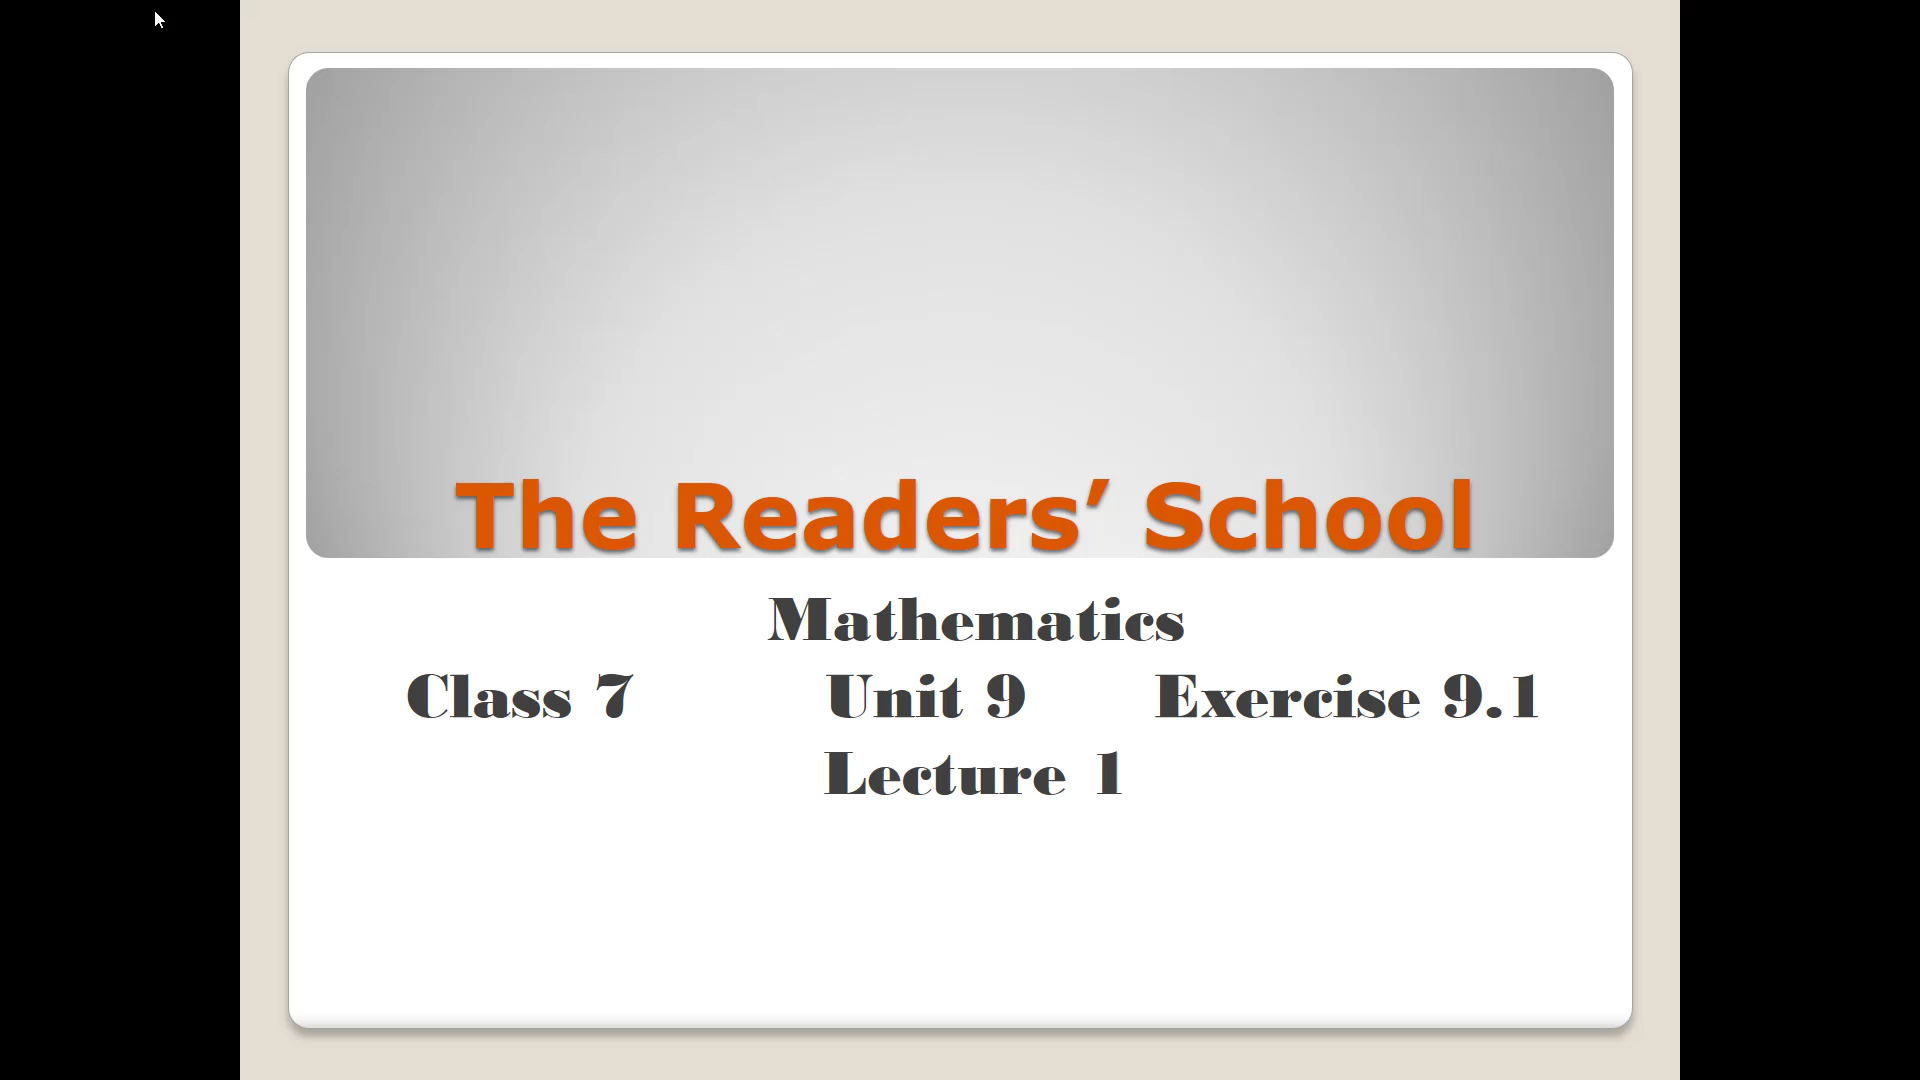 The Readers’ School
Mathematics
Class 7 Unit 9 Exercise 9.1
Lecture 1